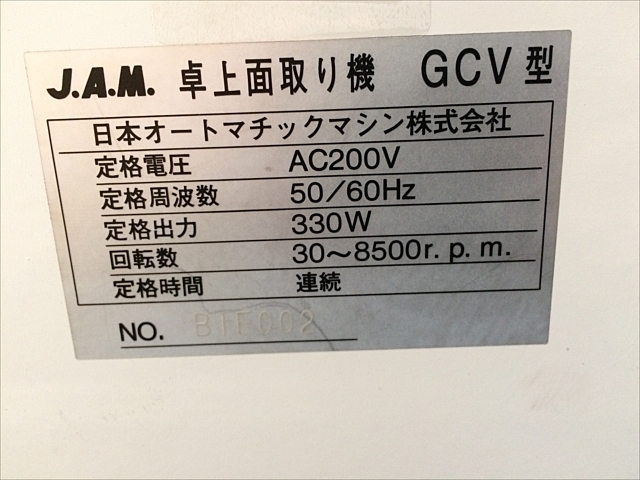 J.A.M. 卓上面取り機 GCV型
日本オートマチックマシン株式会社
定格電圧 AC200V
定格周波数 50/60Hz
定格出力 330W
回転数 30〜8500r.p.m.
定格時間 連続
NO.